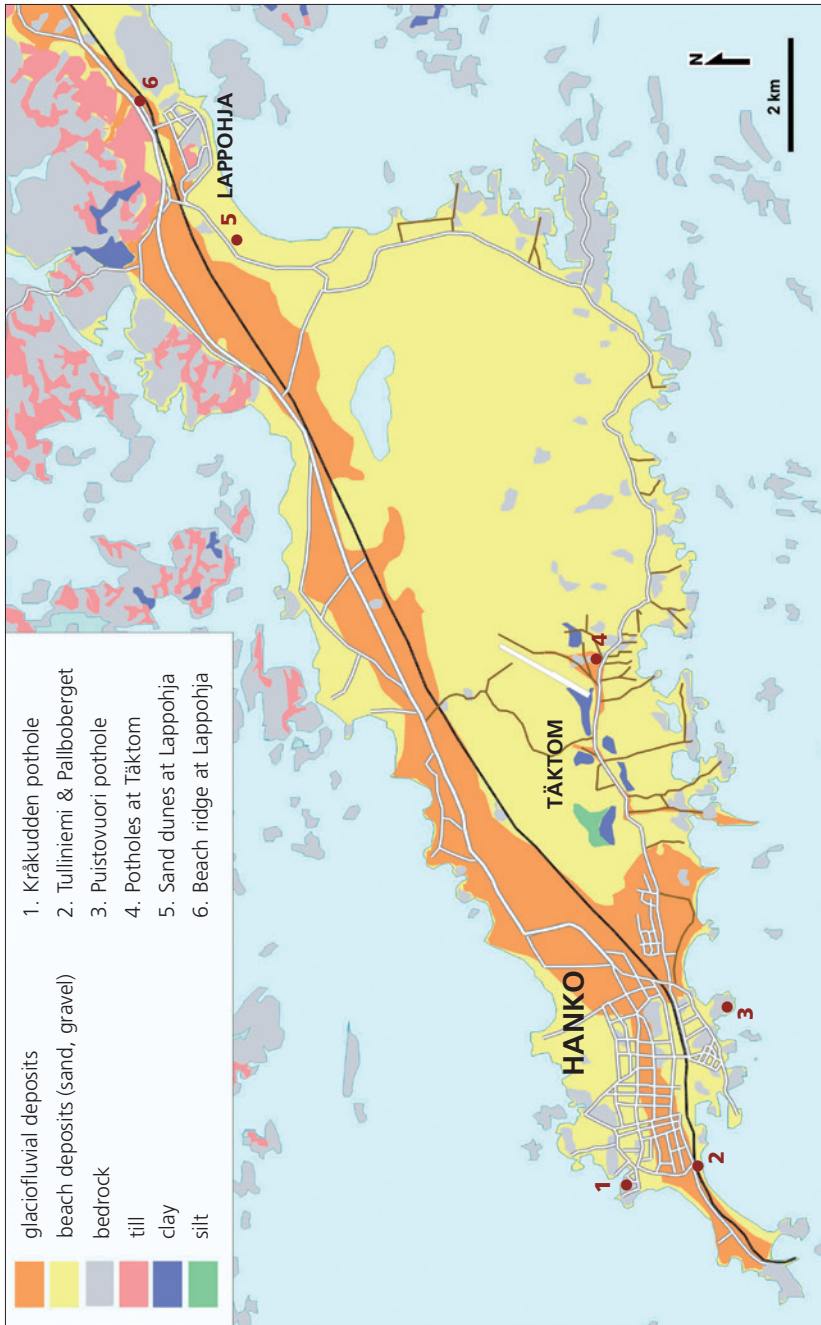 glaciofluvial deposits
beach deposits (sand, gravel)
bedrock
till
clay
silt
1. Kråkudden pothole
2. Tulliniemi & Pallboberget
3. Puistovuori pothole
4. Potholes at Täktom
5. Sand dunes at Lappohja
6. Beach ridge at Lappohja
6
LAPPOHJA
5
N
2 km
4
TÄKTOM
HANKO
3
1
2